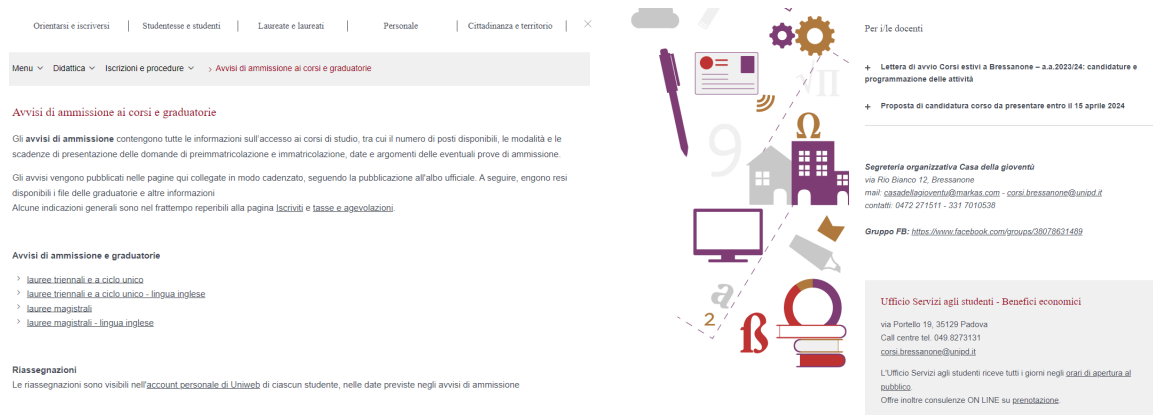 Orientarsi e iscriversi
Studentesse e studenti
Laureate e laureati
Personale
Cittadinanza e territorio
Menu
Didattica
Iscrizioni e procedure
Avvisi di ammissione ai corsi e graduatorie
Avvisi di ammissione ai corsi e graduatorie
Gli avvisi di ammissione contengono tutte le informazioni sull'accesso ai corsi di studio, tra cui il numero di posti disponibili, le modalità e le
scadenze di presentazione delle domande di preimmatricolazione e immatricolazione, date e argomenti delle eventuali prove di ammissione.
Gli avvisi vengono pubblicati nelle pagine qui collegate in modo cadenzato, seguendo la pubblicazione all'albo ufficiale. A seguire, engono resi
disponibili i file delle graduatorie e altre informazioni
Alcune indicazioni generali sono nel frattempo reperibili alla pagina Iscriviti e tasse e agevolazioni.
Avvisi di ammissione e graduatorie
lauree triennali e a ciclo unico
lauree triennali e a ciclo unico - lingua inglese
lauree magistrali
lauree magistrali - lingua inglese
Riassegnazioni
Le riassegnazioni sono visibili nell'account personale di Uniweb di ciascun studente, nelle date previste negli avvisi di ammissione
√π
9
Ω
a
2
ß
Per i/le docenti
+ Lettera di avvio Corsi estivi a Bressanone – a.a.2023/24: candidature e
programmazione delle attività
+ Proposta di candidatura corso da presentare entro il 15 aprile 2024
Segreteria organizzativa Casa della gioventù
via Rio Bianco 12, Bressanone
mail: casadellagioventu@markas.com - corsi.bressanone@unipd.it
contatti: 0472 271511 - 331 7010538
Gruppo FB: https://www.facebook.com/groups/38078631489
Ufficio Servizi agli studenti - Benefici economici
via Portello 19, 35129 Padova
Call centre tel. 049.8273131
corsi.bressanone@unipd.it
L'Ufficio Servizi agli studenti riceve tutti i giorni negli orari di apertura al
pubblico.
Offre inoltre consulenze ON LINE su prenotazione.